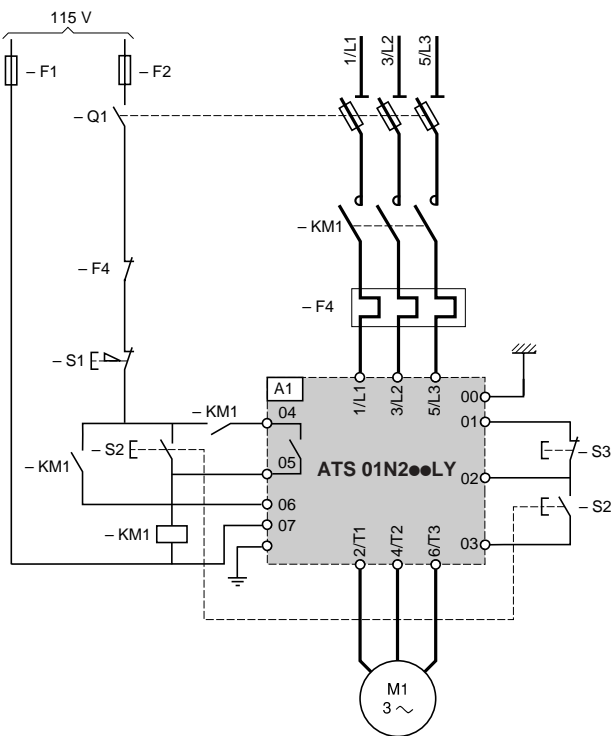 115 V
– F1
– F2
– Q1
1/L1
3/L2
5/L3
– KM1
– F4
– F4
– S1
A1
– KM1
04
1/L1
3/L2
5/L3
00
01
– S2
– KM1
05
ATS 01N2●●LY
02
– S3
06
– S2
– KM1
07
2/T1
4/T2
6/T3
03
M1
3 ~